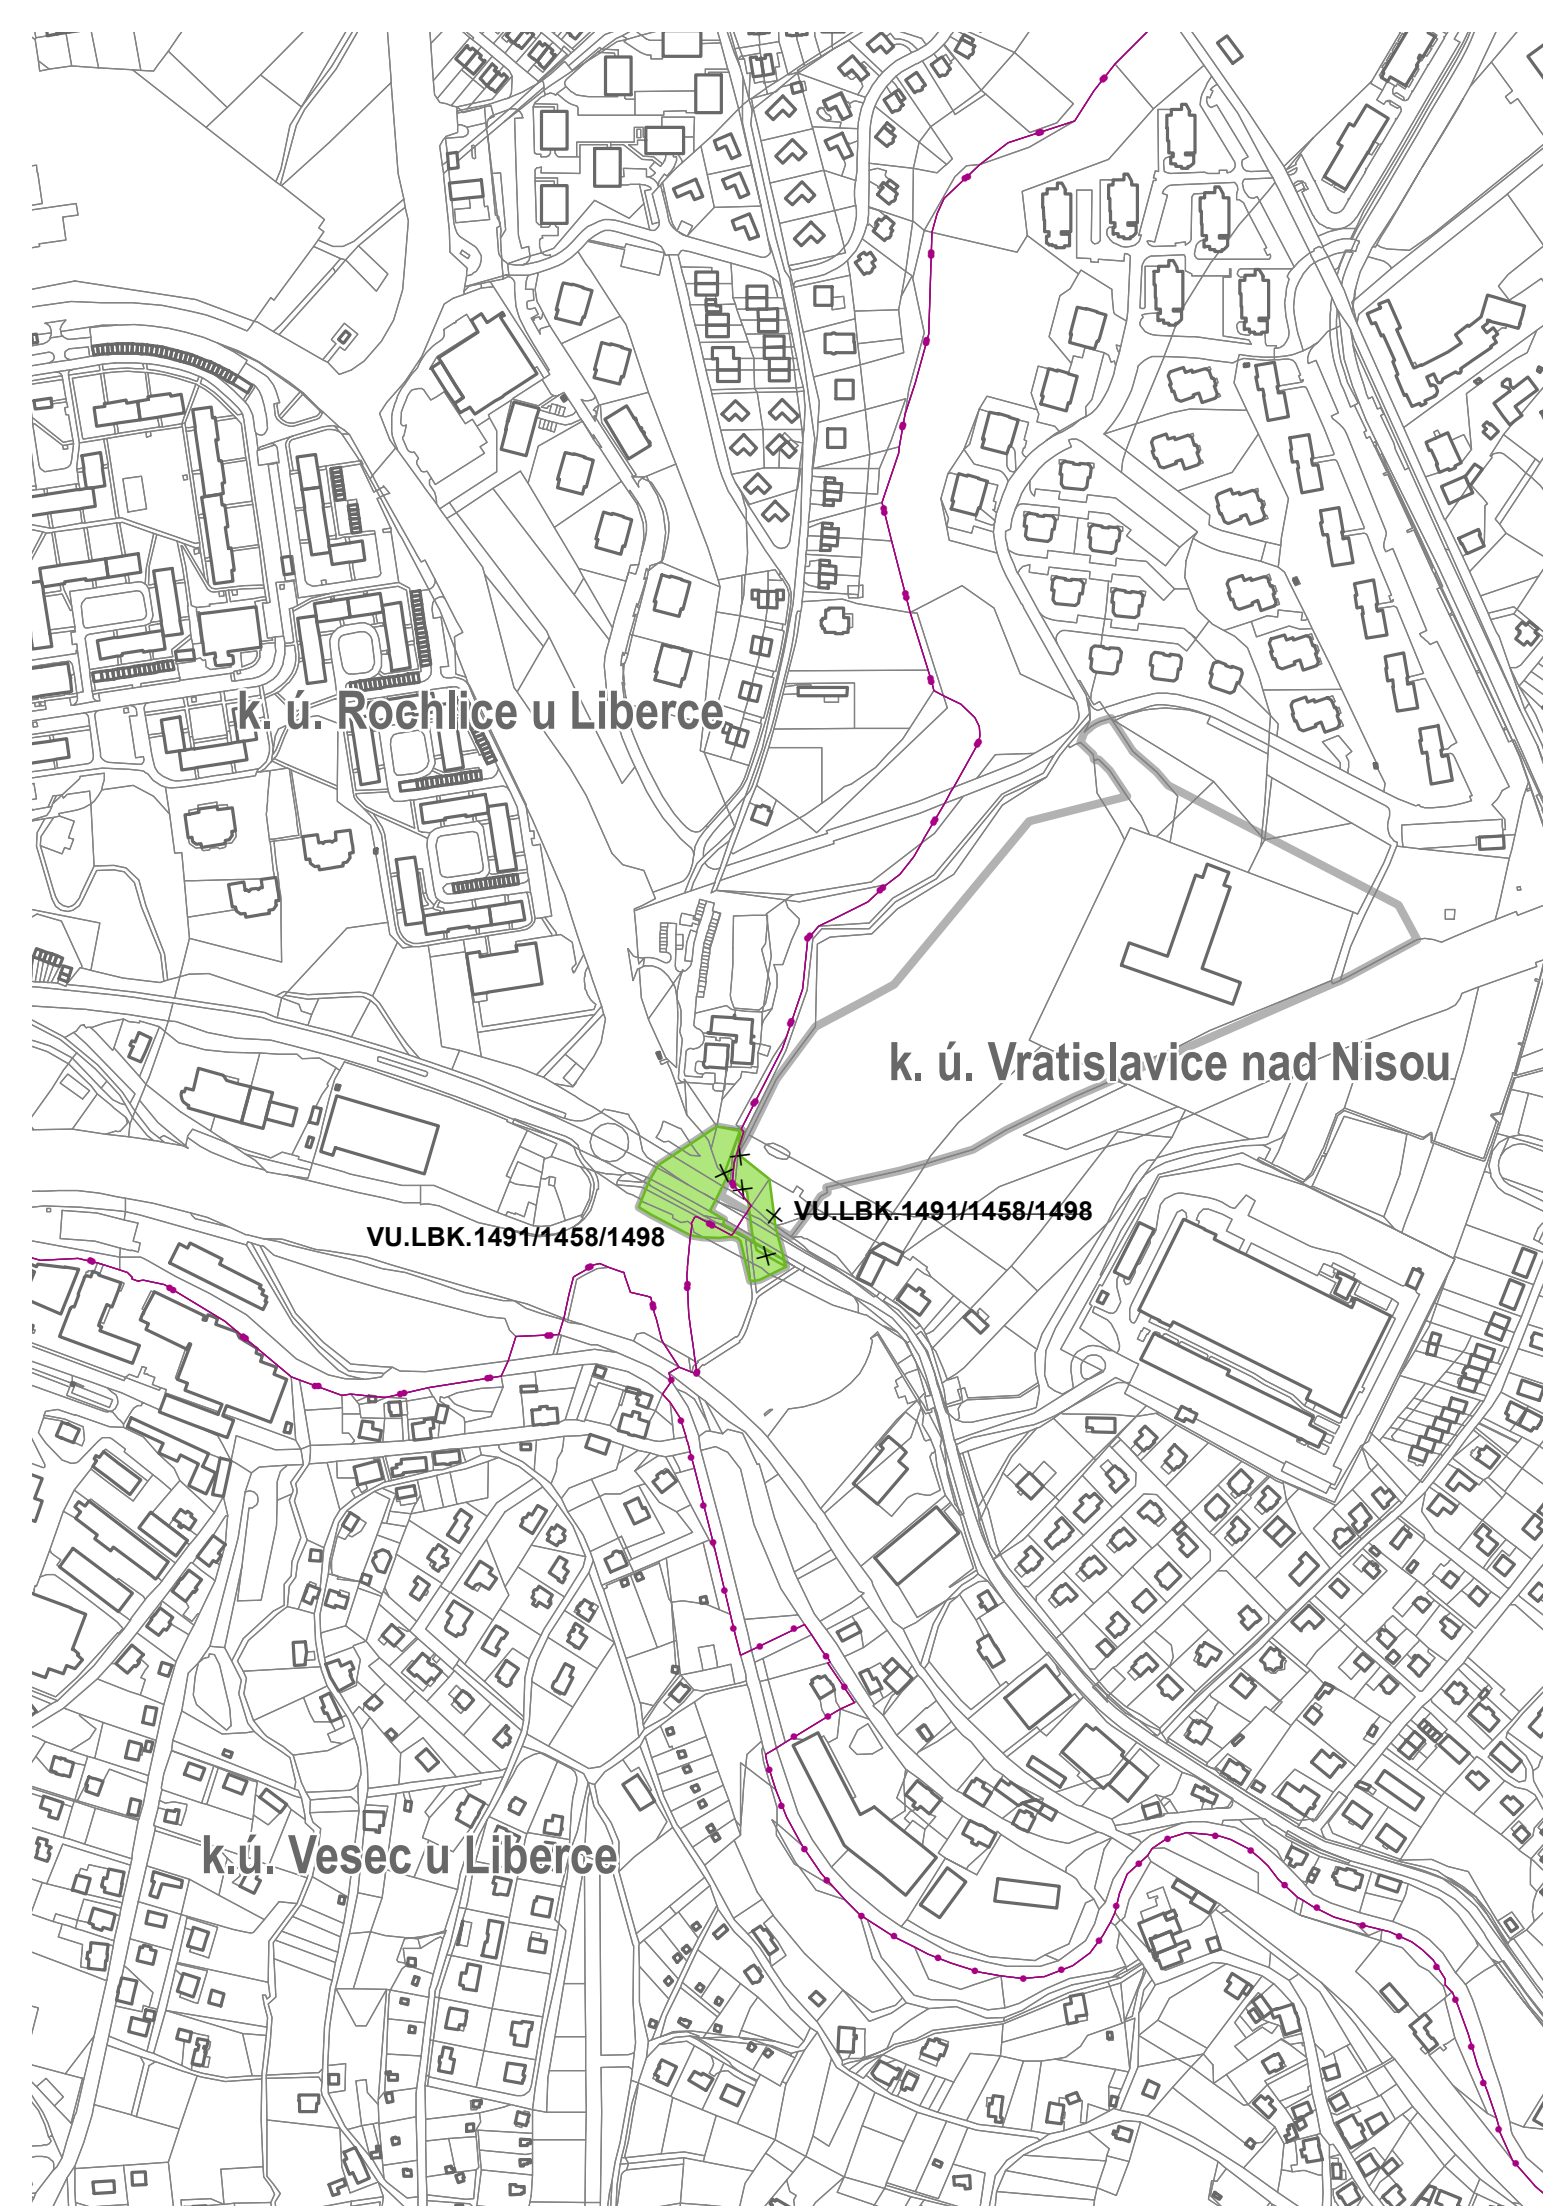 k. ú. Rochlice u Liberce
k. ú. Vratislavice nad Nisou
VU.LBK.1491/1458/1498
VU.LBK.1491/1458/1498
k.ú. Vesec u Liberce